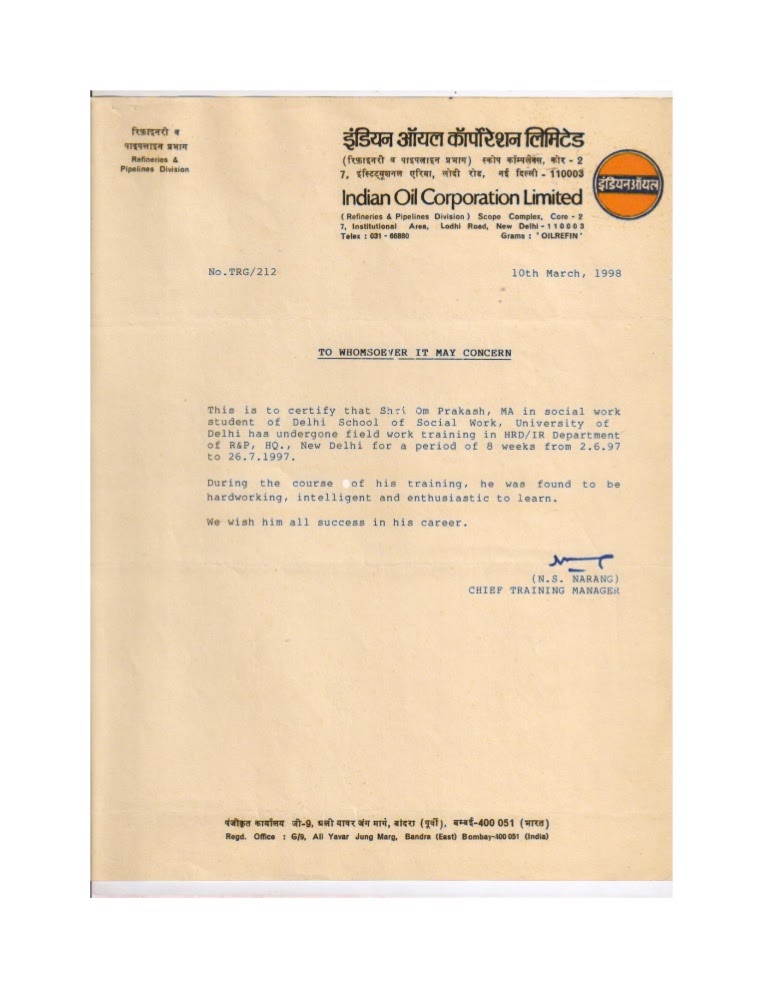 रिफ़ाइनरी व
पाइपलाइन प्रभाग
Refineries &
Pipelines Division
इंडियन ऑयल कॉर्पोरेशन लिमिटेड
(रिफ़ाइनरी व पाइपलाइन प्रभाग) स्कोप कॉम्पलैक्स, कोर - 2
7, इंस्टिट्यूशनल एरिया, लोदी रोड, नई दिल्ली - 110003
Indian Oil Corporation Limited
(Refineries & Pipelines Division) Scope Complex, Core - 2
7, Institutional Area, Lodhi Road, New Delhi - 110003
Telex : 031 - 66860 Grams : 'OILREFIN'
इंडियनऑयल
No.TRG/212 10th March, 1998
TO WHOMSOEVER IT MAY CONCERN
This is to certify that Shri Om Prakash, MA in social work
student of Delhi School of Social Work, University of
Delhi has undergone field work training in HRD/IR Department
of R&P, HQ., New Delhi for a period of 8 weeks from 2.6.97
to 26.7.1997.
During the course of his training, he was found to be
hardworking, intelligent and enthusiastic to learn.
We wish him all success in his career.
(N.S. NARANG)
CHIEF TRAINING MANAGER
पंजीकृत कार्यालय जी-9, अली यावर जंग मार्ग, बांदरा (पूर्वी), बम्बई-400 051 (भारत)
Regd. Office : G/9, Ali Yavar Jung Marg, Bandra (East) Bombay-400 051 (India)